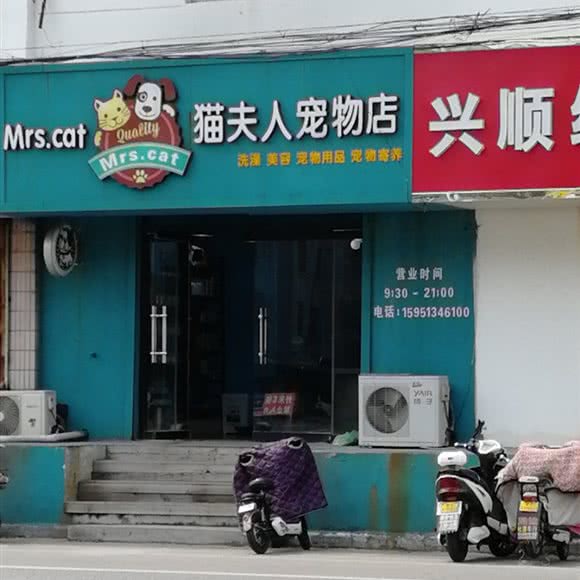 Mrs.cat
Quality
Mrs.cat
猫夫人宠物店
洗澡 美容 宠物用品 宠物寄养
兴顺
营业时间
9:30 - 21:00
电话:15951346100
YAIR